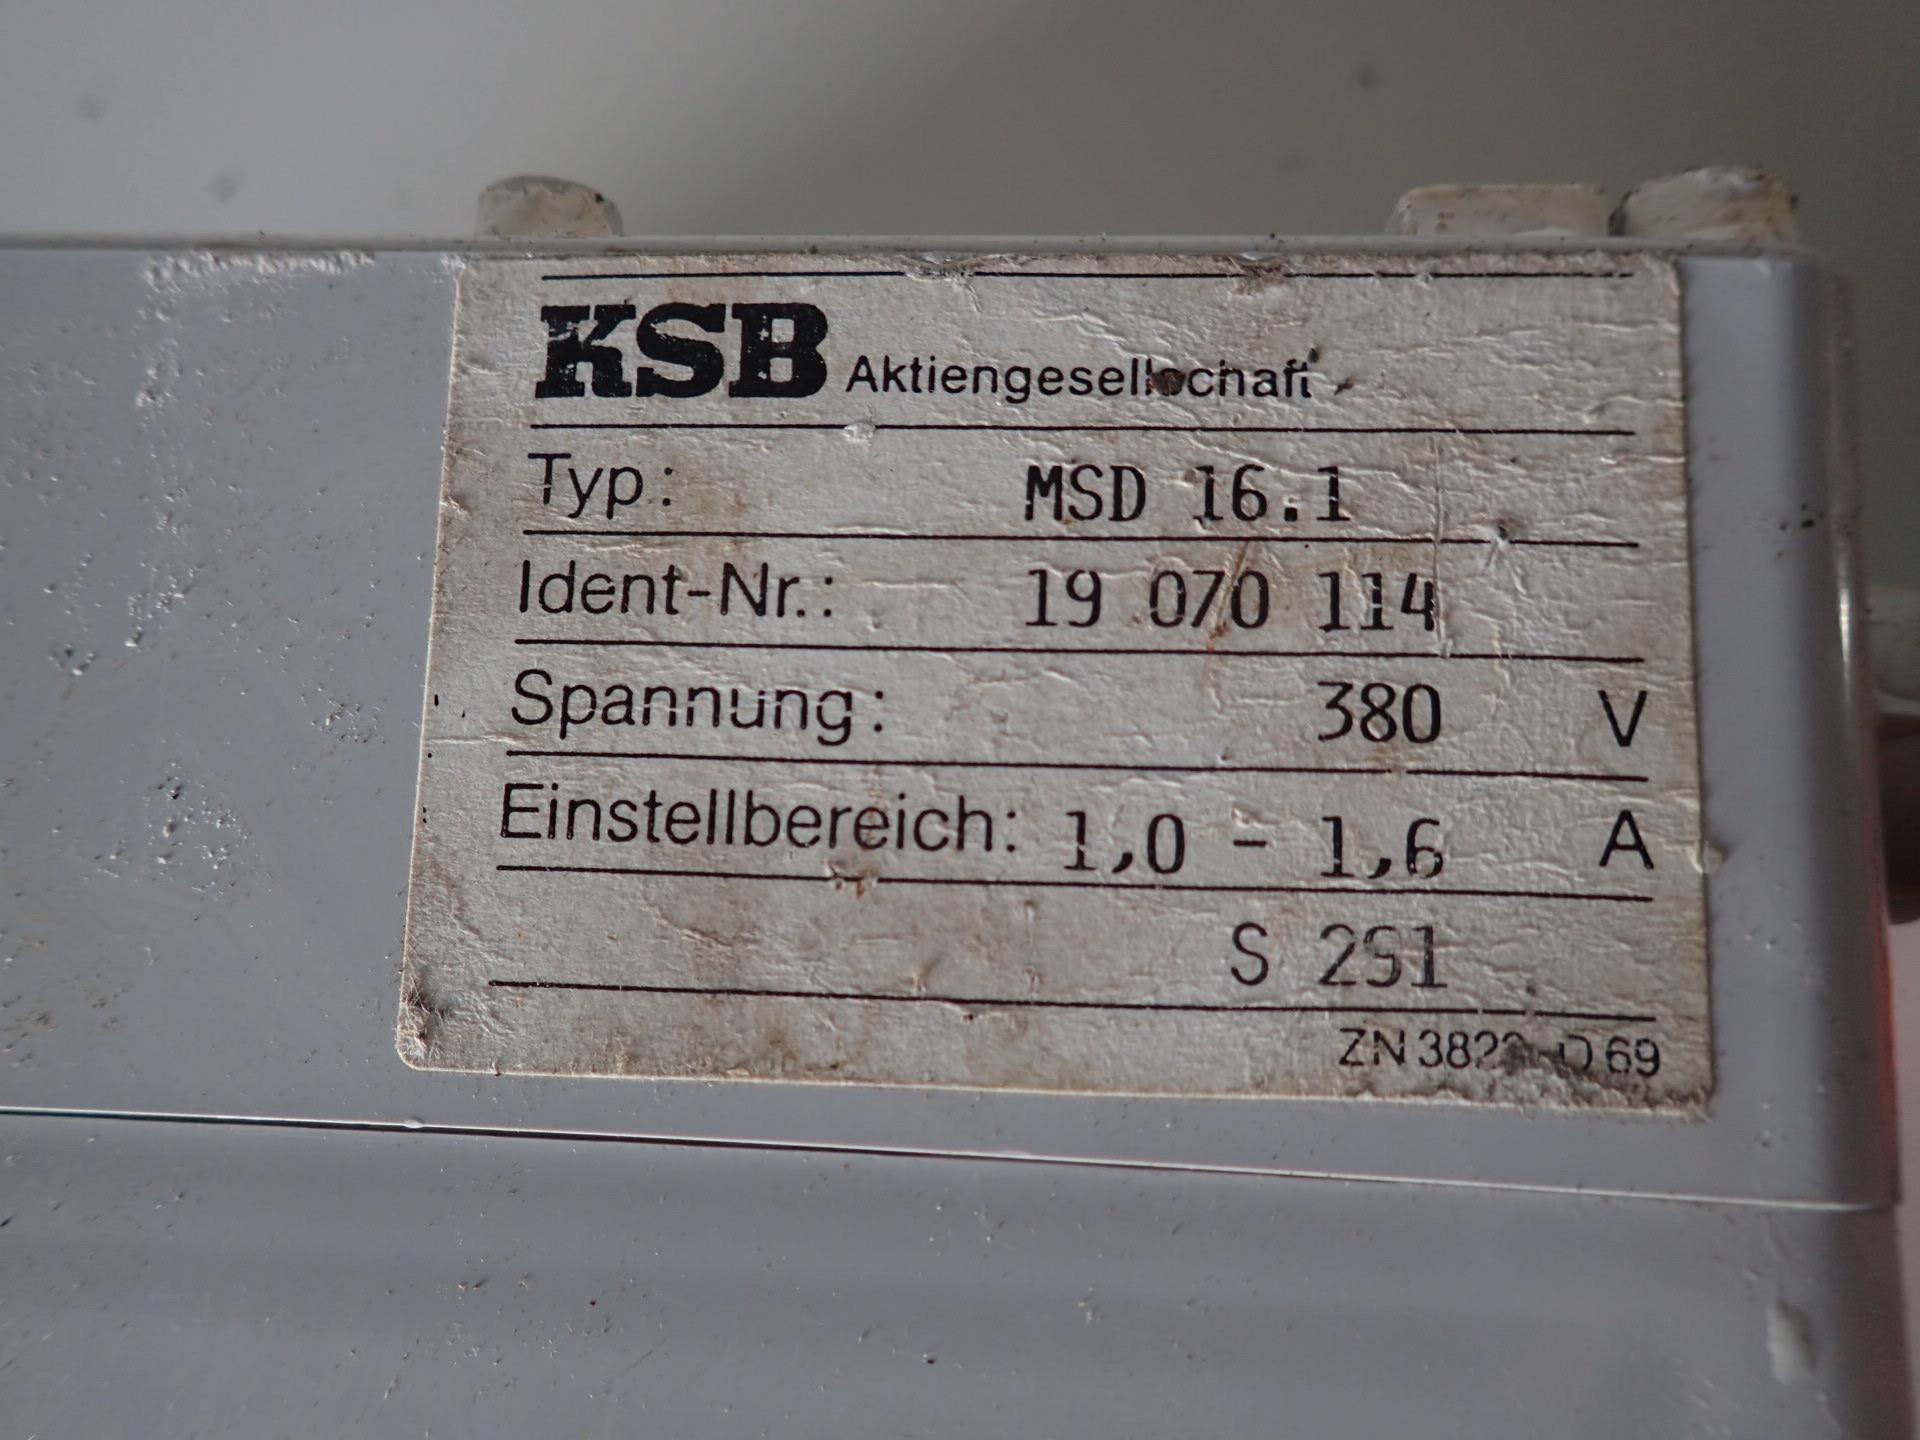 KSB Aktiengesellschaft
Typ: MSD 16.1
Ident-Nr.: 19 070 114
Spannung: 380 V
Einstellbereich: 1,0 - 1,6 A
S 291
69